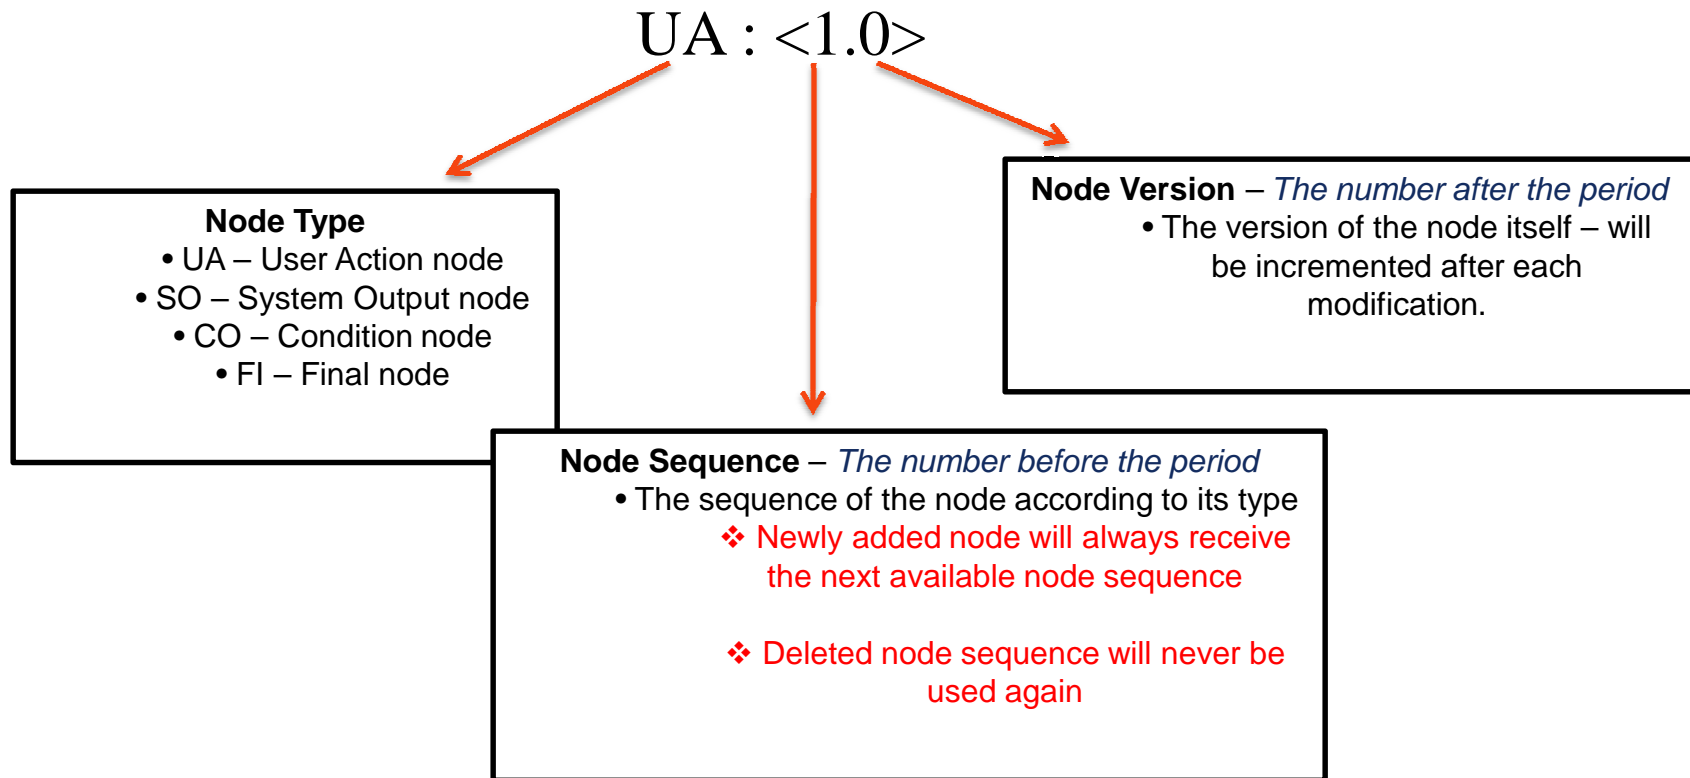 UA : <1.0>
Node Type
• UA – User Action node
• SO – System Output node
• CO – Condition node
• FI – Final node
Node Version – The number after the period
• The version of the node itself – will
be incremented after each
modification.
Node Sequence – The number before the period
• The sequence of the node according to its type
❖ Newly added node will always receive
the next available node sequence
❖ Deleted node sequence will never be
used again